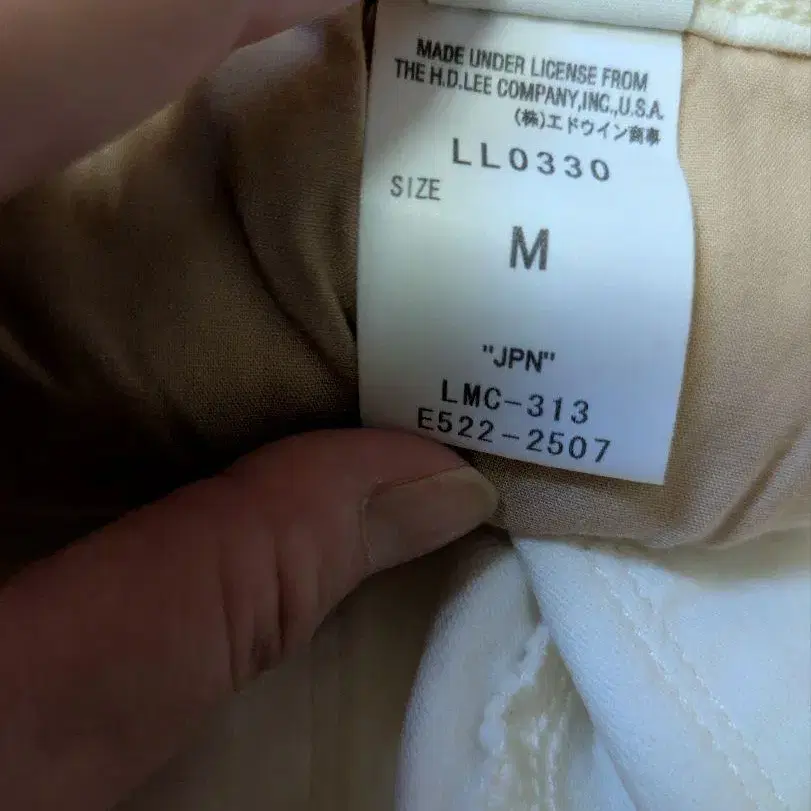 MADE UNDER LICENSE FROM
THE H.D.LEE COMPANY,INC.,U.S.A.
(株)エドウイン商事
LL0330
SIZE
M
"JPN"
LMC-313
E522-2507